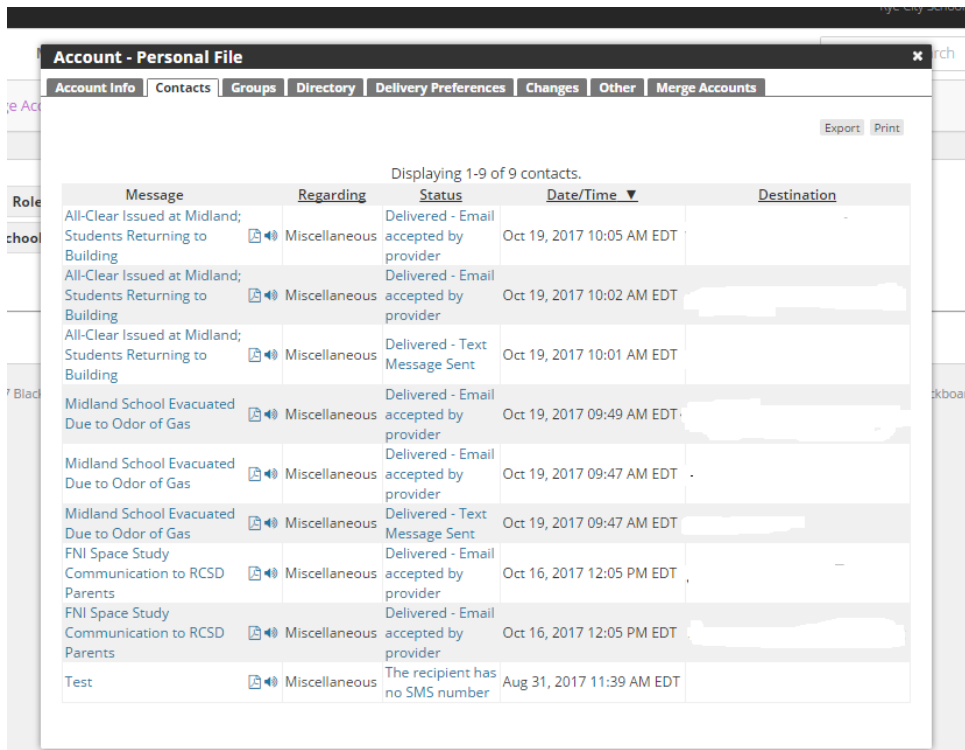 Rye City School
Account - Personal File
rch
Account Info Contacts Groups Directory Delivery Preferences Changes Other Merge Accounts
ge Acc
Export Print
Displaying 1-9 of 9 contacts.
Role
Message Regarding Status Date/Time ▼ Destination
chool
All-Clear Issued at Midland;
Students Returning to
Building
Miscellaneous
Delivered - Email
accepted by
provider
Oct 19, 2017 10:05 AM EDT
All-Clear Issued at Midland;
Students Returning to
Building
Miscellaneous
Delivered - Email
accepted by
provider
Oct 19, 2017 10:02 AM EDT
All-Clear Issued at Midland;
Students Returning to
Building
Miscellaneous
Delivered - Text
Message Sent
Oct 19, 2017 10:01 AM EDT
7 Black
ckboar
Midland School Evacuated
Due to Odor of Gas
Miscellaneous
Delivered - Email
accepted by
provider
Oct 19, 2017 09:49 AM EDT
Midland School Evacuated
Due to Odor of Gas
Miscellaneous
Delivered - Email
accepted by
provider
Oct 19, 2017 09:47 AM EDT
Midland School Evacuated
Due to Odor of Gas
Miscellaneous
Delivered - Text
Message Sent
Oct 19, 2017 09:47 AM EDT
FNI Space Study
Communication to RCSD
Parents
Miscellaneous
Delivered - Email
accepted by
provider
Oct 16, 2017 12:05 PM EDT
FNI Space Study
Communication to RCSD
Parents
Miscellaneous
Delivered - Email
accepted by
provider
Oct 16, 2017 12:05 PM EDT
Test
Miscellaneous
The recipient has
no SMS number
Aug 31, 2017 11:39 AM EDT